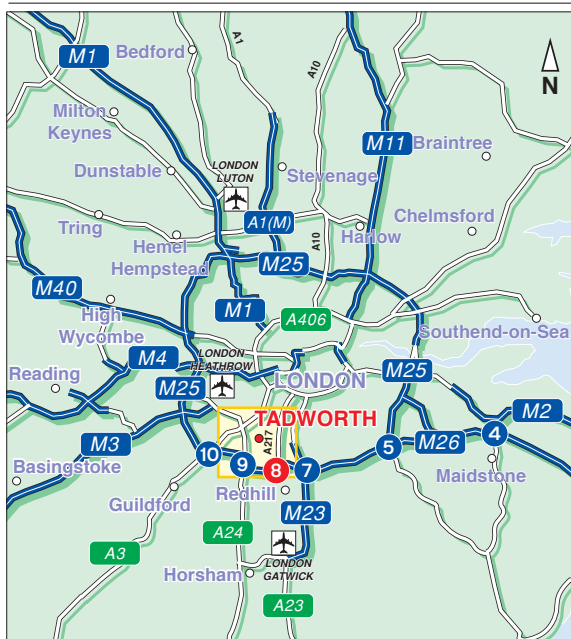 M1
Bedford
A1
A10
N
Milton
Keynes
M11
Braintree
Dunstable
LONDON
LUTON
Stevenage
Tring
A1(M)
Chelmsford
Hemel
Hempstead
A10
Harlow
M25
M40
High
Wycombe
M1
A406
Southend-on-Sea
M4
LONDON
HEATHROW
LONDON
M25
Reading
M25
M2
TADWORTH
A217
M3
M26
4
5
10
9
8
7
Basingstoke
Maidstone
Guildford
Redhill
M23
A24
A3
LONDON
GATWICK
Horsham
A23